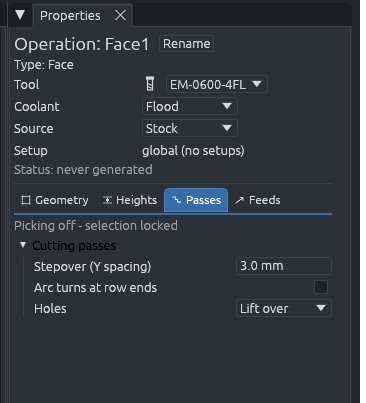 Properties
Operation: Face1 Rename
Type: Face
Tool EM-0600-4FL
Coolant Flood
Source Stock
Setup global (no setups)
Status: never generated
Geometry Heights Passes Feeds
Picking off - selection locked
Cutting passes
Stepover (Y spacing) 3.0 mm
Arc turns at row ends
Holes Lift over